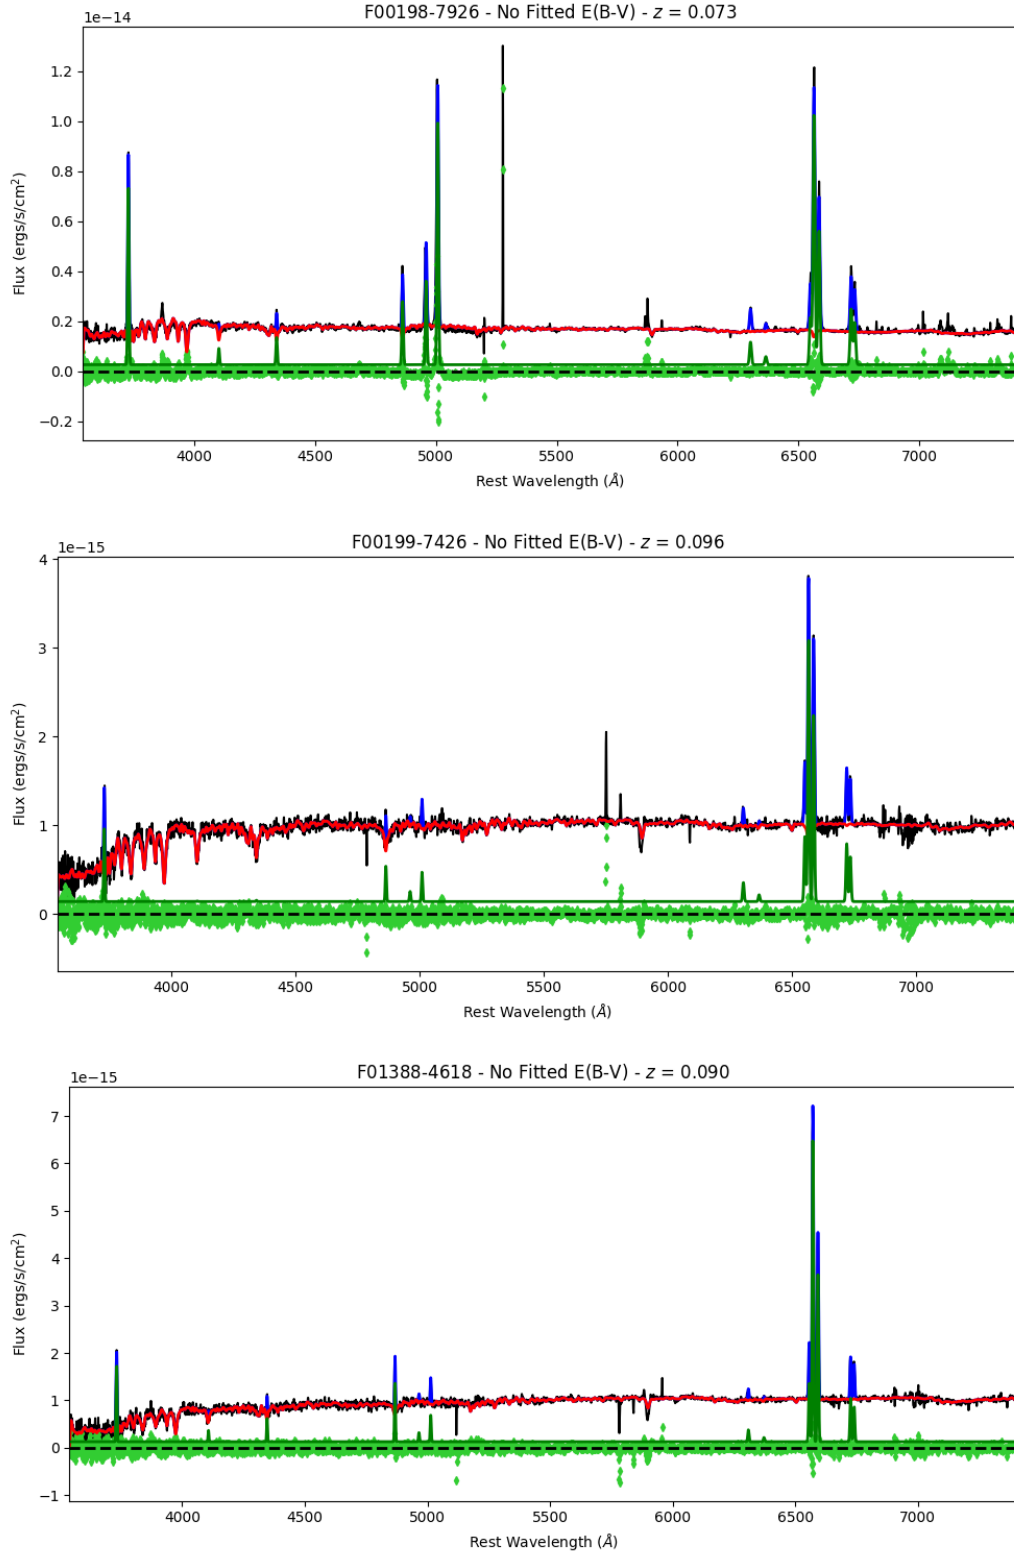 F00198-7926 - No Fitted E(B-V) - z = 0.073
1e−14
1.2
1.0
0.8
0.6
0.4
0.2
0.0
−0.2
Flux (ergs/s/cm²)
4000 4500 5000 5500 6000 6500 7000
Rest Wavelength (Å)
F00199-7426 - No Fitted E(B-V) - z = 0.096
1e−15
4
3
2
1
0
Flux (ergs/s/cm²)
4000 4500 5000 5500 6000 6500 7000
Rest Wavelength (Å)
F01388-4618 - No Fitted E(B-V) - z = 0.090
1e−15
7
6
5
4
3
2
1
0
−1
Flux (ergs/s/cm²)
4000 4500 5000 5500 6000 6500 7000
Rest Wavelength (Å)